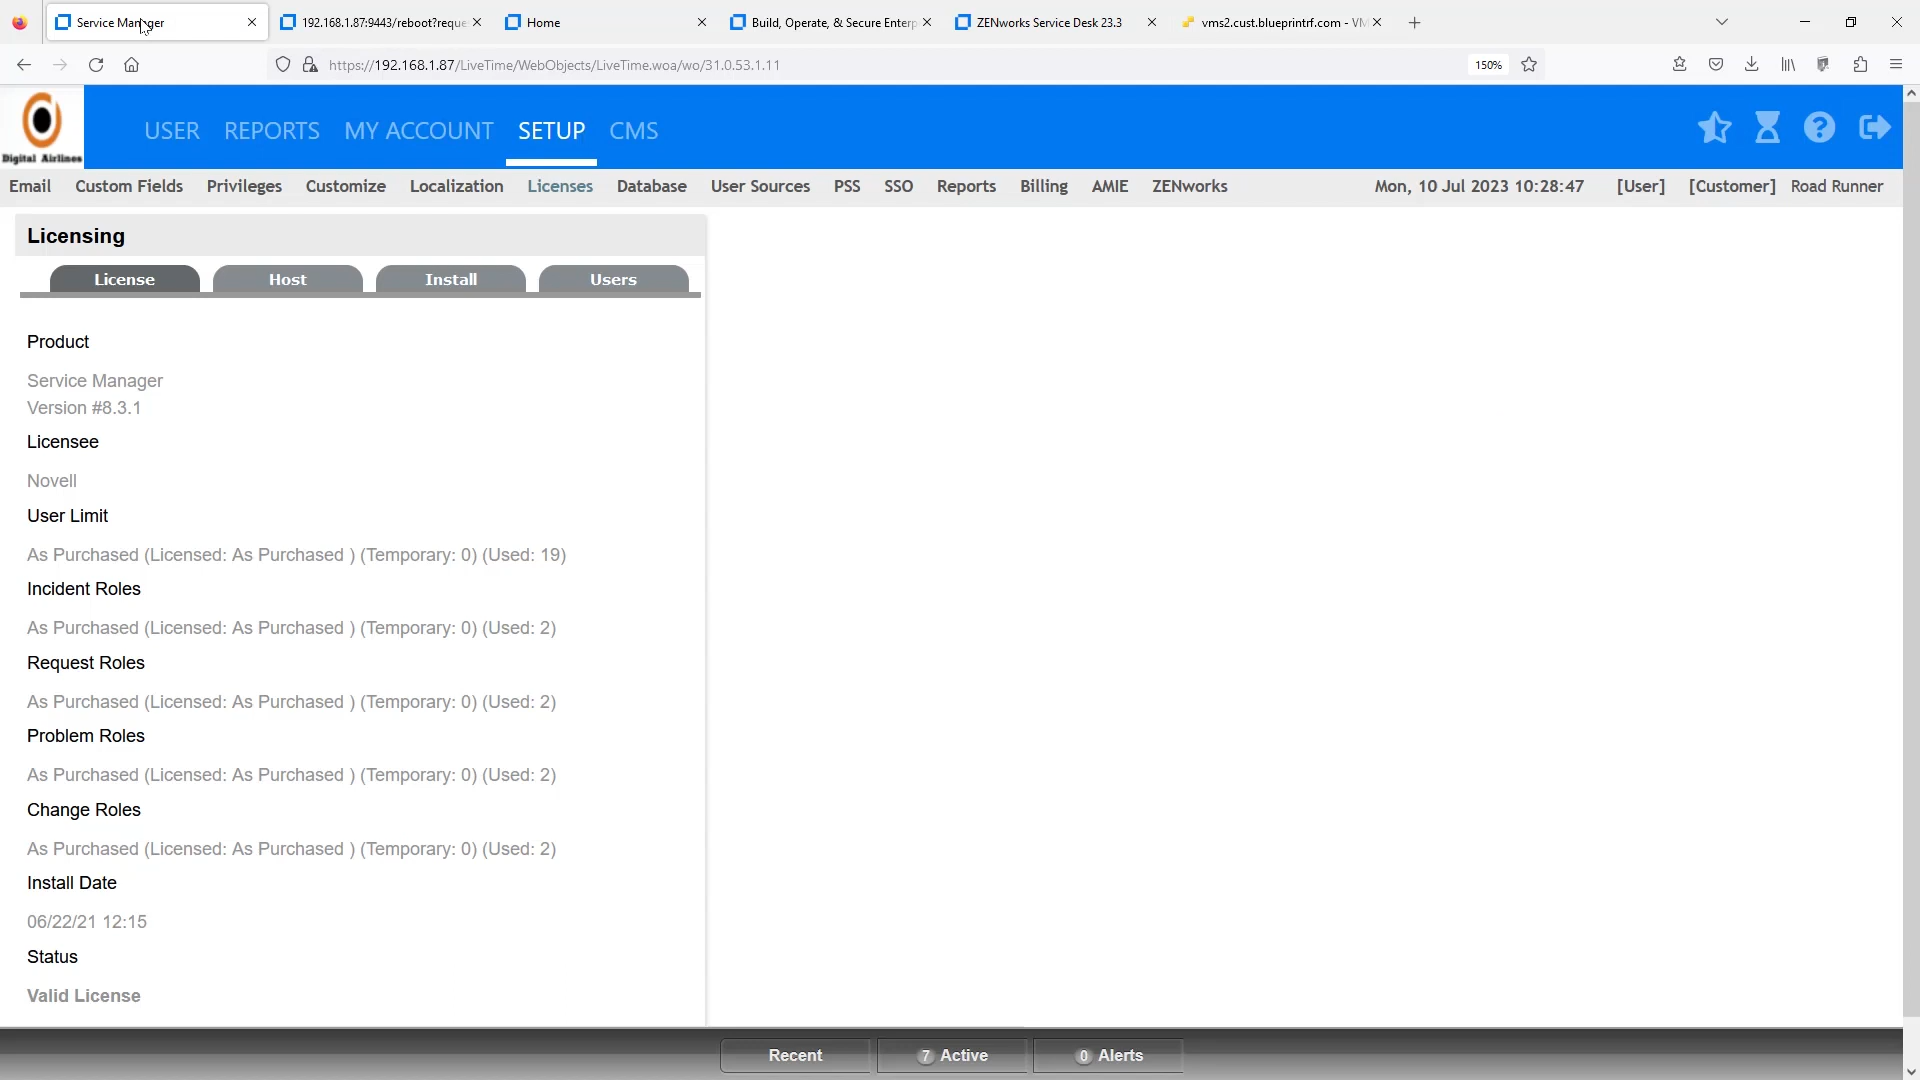 Service Manager
192.168.1.87:9443/reboot?reque
Home
Build, Operate, & Secure Enterp
ZENworks Service Desk 23.3
vms2.cust.blueprintrf.com - VM
https://192.168.1.87/LiveTime/WebObjects/LiveTime.woa/wo/31.0.53.1.11
150%
Digital Airlines
USER REPORTS MY ACCOUNT SETUP CMS
Email Custom Fields Privileges Customize Localization Licenses Database User Sources PSS SSO Reports Billing AMIE ZENworks
Mon, 10 Jul 2023 10:28:47 [User] [Customer] Road Runner
Licensing
License Host Install Users
Product
Service Manager
Version #8.3.1
Licensee
Novell
User Limit
As Purchased (Licensed: As Purchased ) (Temporary: 0) (Used: 19)
Incident Roles
As Purchased (Licensed: As Purchased ) (Temporary: 0) (Used: 2)
Request Roles
As Purchased (Licensed: As Purchased ) (Temporary: 0) (Used: 2)
Problem Roles
As Purchased (Licensed: As Purchased ) (Temporary: 0) (Used: 2)
Change Roles
As Purchased (Licensed: As Purchased ) (Temporary: 0) (Used: 2)
Install Date
06/22/21 12:15
Status
Valid License
Recent
7 Active
0 Alerts